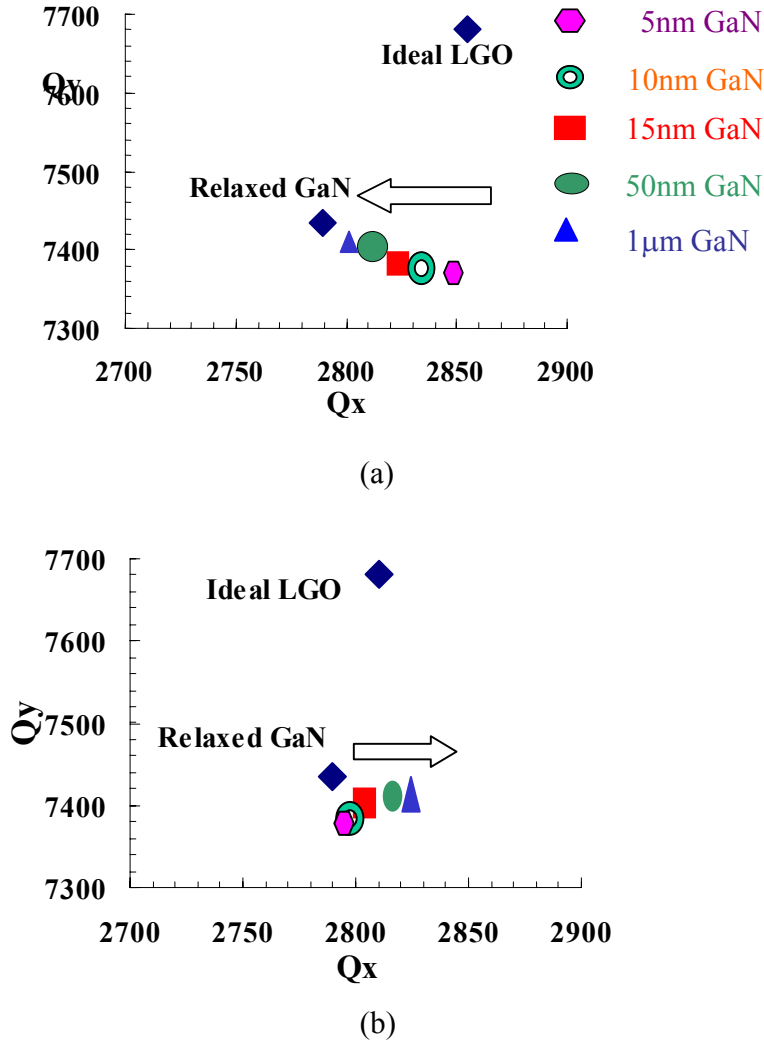 7700
Ideal LGO
Qy
7600
7500
Relaxed GaN
7400
7300
2700 2750 2800 2850 2900
Qx
5nm GaN
10nm GaN
15nm GaN
50nm GaN
1μm GaN
(a)
7700
Ideal LGO
7600
Qy
7500
Relaxed GaN
7400
7300
2700 2750 2800 2850 2900
Qx
(b)